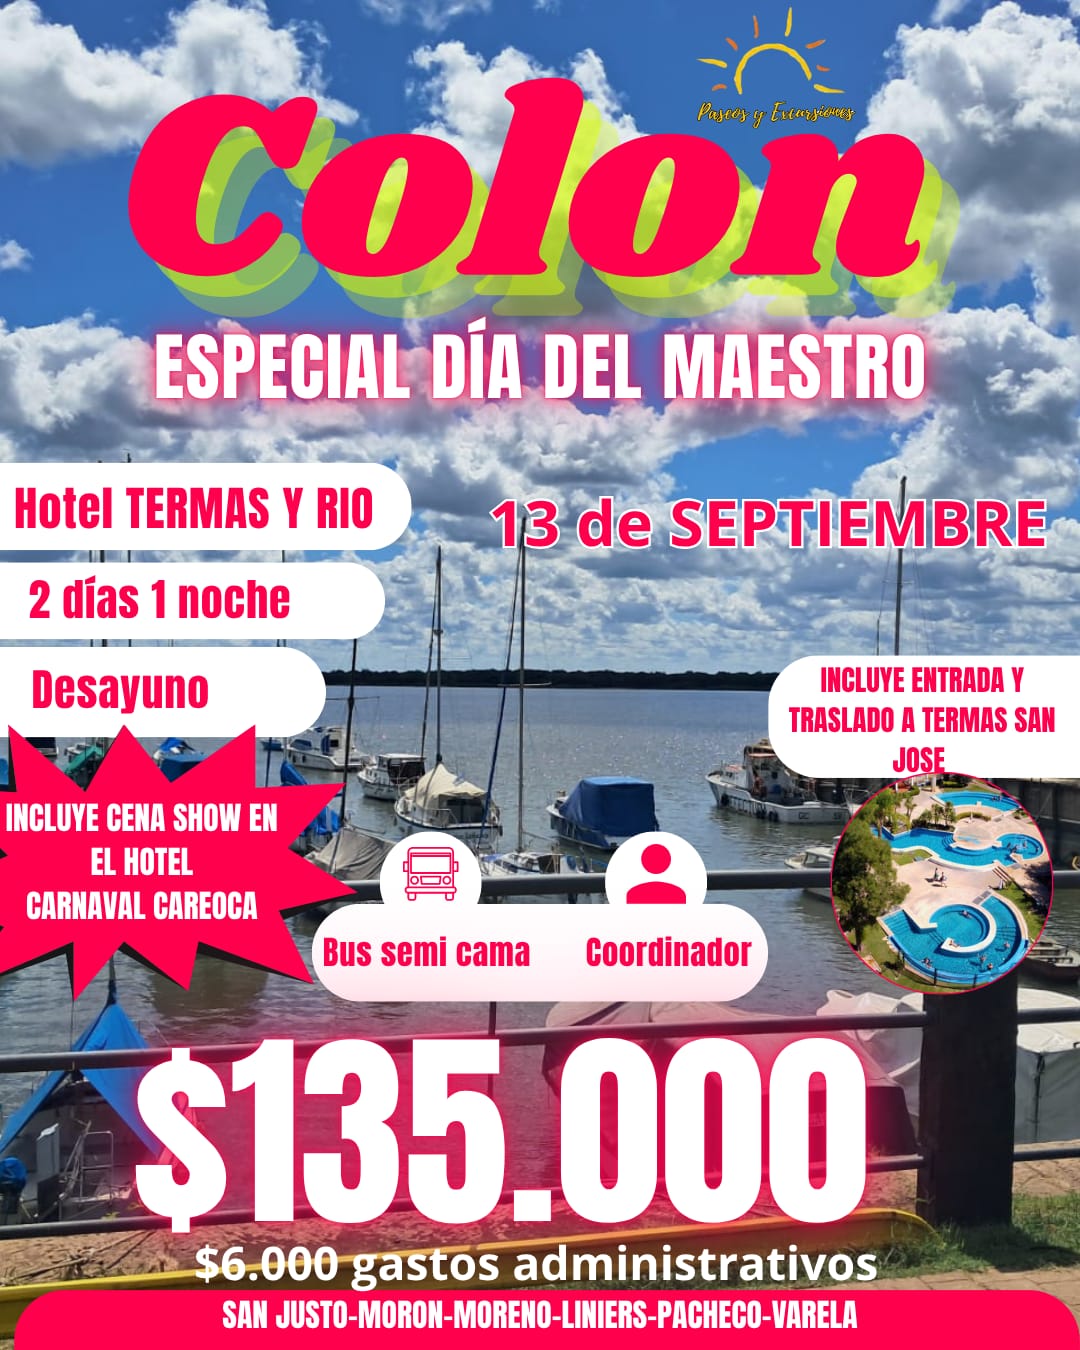 Paseos y Excursiones
Colon
ESPECIAL DÍA DEL MAESTRO
Hotel TERMAS Y RIO
13 de SEPTIEMBRE
2 días 1 noche
Desayuno
INCLUYE ENTRADA Y
TRASLADO A TERMAS SAN
JOSE
INCLUYE CENA SHOW EN
EL HOTEL
CARNAVAL CAREOCA
Bus semi cama
Coordinador
$135.000
$6.000 gastos administrativos
SAN JUSTO-MORON-MORENO-LINIERS-PACHECO-VARELA